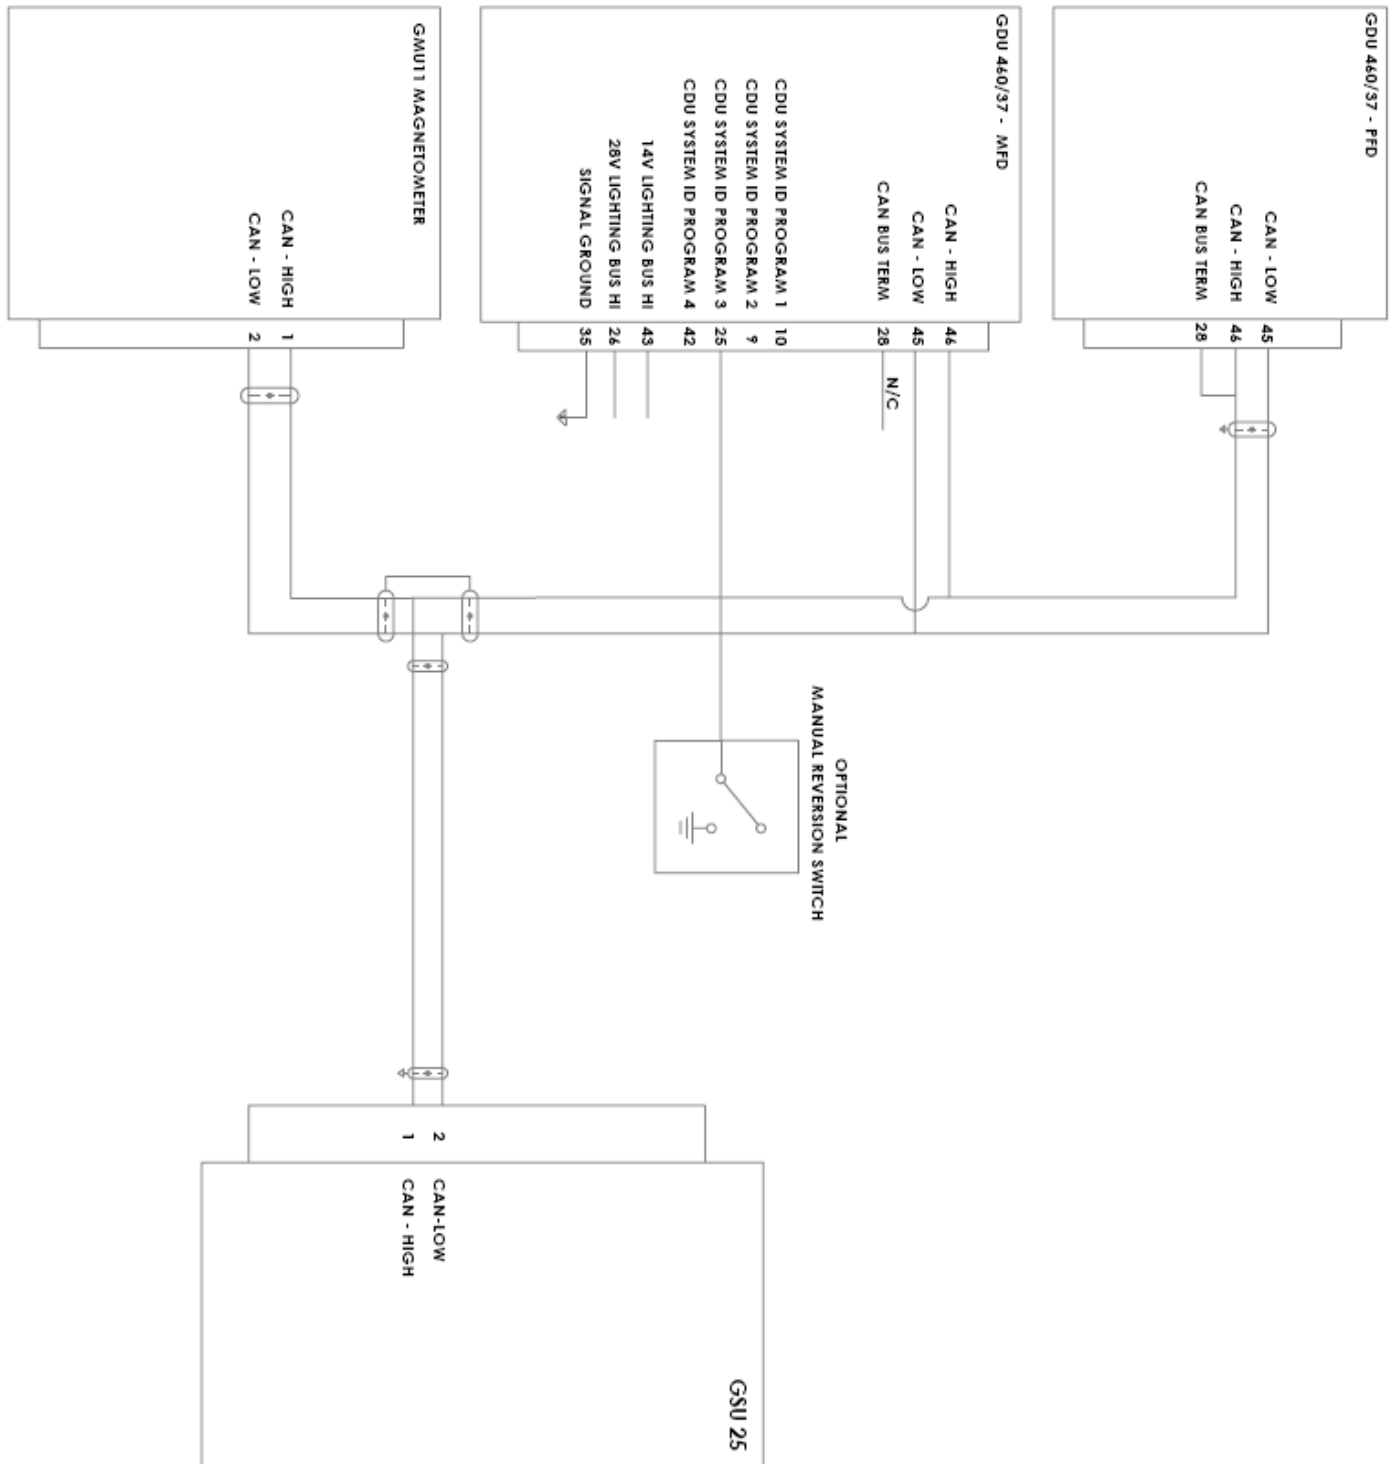 GDU 460/37 - PFD
CAN - LOW 45
CAN - HIGH 46
CAN BUS TERM 28
GDU 460/37 - MFD
CAN - HIGH 46
CAN - LOW 45
CAN BUS TERM 28
N/C
CDU SYSTEM ID PROGRAM 1 10
CDU SYSTEM ID PROGRAM 2 9
CDU SYSTEM ID PROGRAM 3 25
CDU SYSTEM ID PROGRAM 4 42
14V LIGHTING BUS HI 43
28V LIGHTING BUS HI 26
SIGNAL GROUND 35
OPTIONAL
MANUAL REVERSION SWITCH
GMU11 MAGNETOMETER
CAN - HIGH 1
CAN - LOW 2
GSU 25
2 CAN-LOW
1 CAN - HIGH